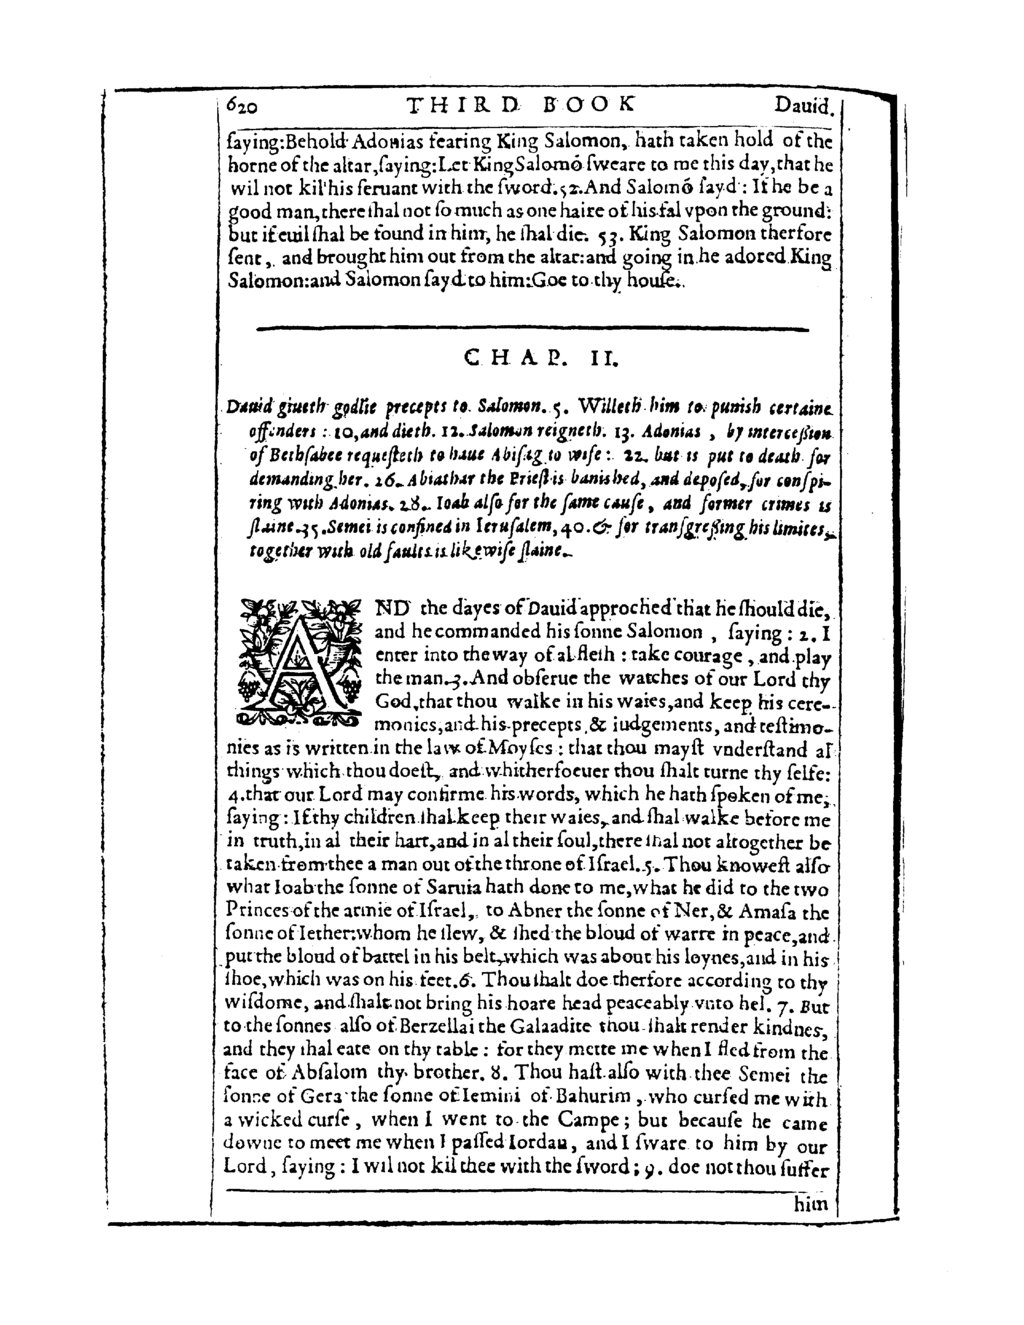 620 THIRD BOOK Dauid.
ſaying: Behold Adonias fearing King Salomon, hath taken hold of the
horne of the altar, ſaying: Let King Salomõ ſweare to me this day, that he
wil not kil his ſeruant with the ſword. 52. And Salomõ ſayd: If he be a
good man, there ſhal not ſo much as one haire of his fal vpon the ground:
but if euil ſhal be found in him, he ſhal die. 53. King Salomon therfore
ſent, and brought him out from the altar: and going in he adored King
Salomon: and Salomon ſayd to him: Goe to thy houſe.
CHAP. II.
Dauid giueth godlie precepts to Salomon. 5. Willeth him to punish certaine
offenders: 10, and dieth. 12. Salomon reigneth. 13. Adonias, by interceſsion
of Bethſabee requeſteth to haue Abiſag to wife: 22. but is put to death for
demanding her. 26. Abiathar the Prieſt is banished, and depoſed, for conſpi-
ring with Adonias. 28. Ioab alſo for the ſame cauſe, and former crimes is
ſlaine. 35. Semei is confined in Ieruſalem, 40. & for tranſgreſsing his limites,
together with old faults is likewiſe ſlaine.
AND the dayes of Dauid approched that he ſhould die,
and he commanded his ſonne Salomon, ſaying: 2. I
enter into the way of al fleſh: take courage, and play
the man. 3. And obſerue the watches of our Lord thy
God, that thou walke in his waies, and keep his cere-
monies, and his precepts, & iudgements, and teſtimo-
nies as is written in the law of Moyſes: that thou mayſt vnderſtand al
things which thou doeſt, and whitherſoeuer thou ſhalt turne thy ſelfe:
4. that our Lord may confirme his words, which he hath ſpoken of me,
ſaying: If thy children ſhal keep their waies, and ſhal walke before me
in truth, in al their hart, and in al their ſoul, there ſhal not altogether be
taken from thee a man out of the throne of Iſrael. 5. Thou knoweſt alſo
what Ioab the ſonne of Saruia hath done to me, what he did to the two
Princes of the armie of Iſrael, to Abner the ſonne of Ner, & Amaſa the
ſonne of Iether: whom he ſlew, & ſhed the bloud of warre in peace, and
put the bloud of battel in his belt, which was about his loynes, and in his
ſhoe, which was on his feet. 6. Thou ſhalt doe therfore according to thy
wiſdome, and ſhalt not bring his hoare head peaceably vnto hel. 7. But
to the ſonnes alſo of Berzellai the Galaadite thou ſhalt render kindnes,
and they ſhal eate on thy table: for they mette me when I fled from the
face of Abſalom thy brother. 8. Thou haſt alſo with thee Semei the
ſonne of Gera the ſonne of Iemini of Bahurim, who curſed me with
a wicked curſe, when I went to the Campe; but becauſe he came
downe to meet me when I paſſed Iordan, and I ſware to him by our
Lord, ſaying: I wil not kil thee with the ſword; 9. doe not thou ſuffer
him